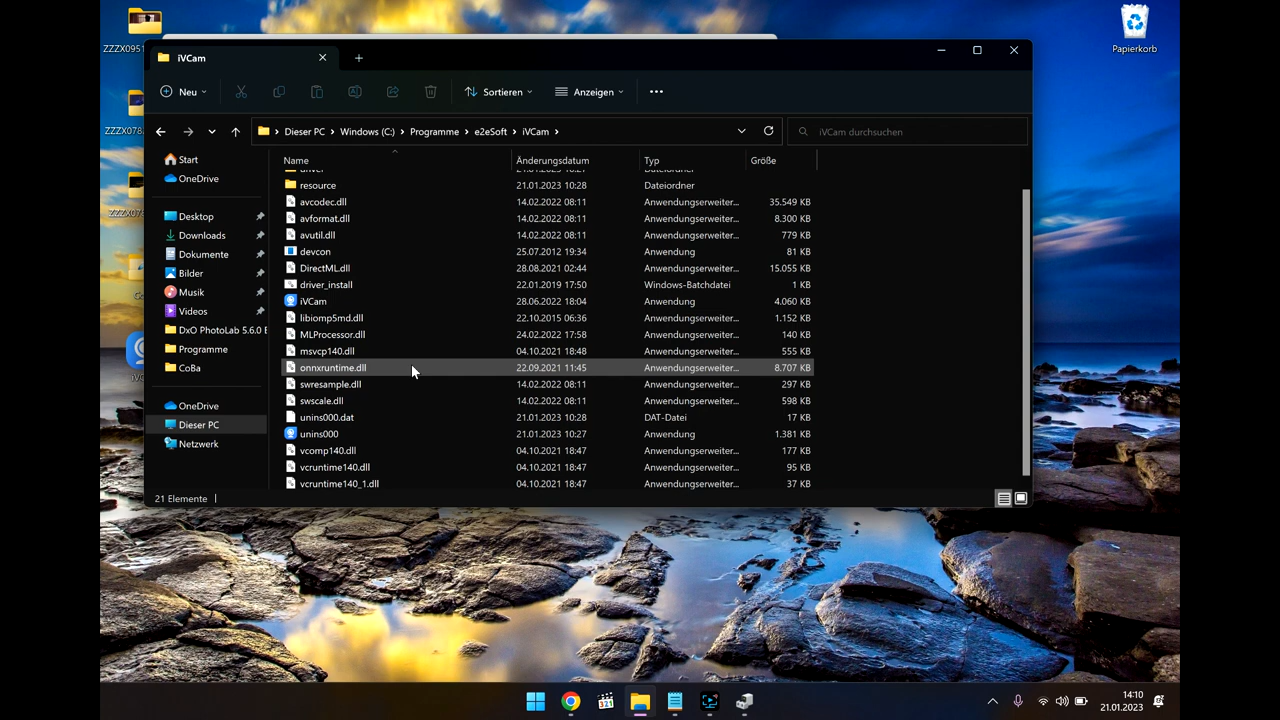 ZZZX095
Papierkorb
iVCam
Neu
Sortieren
Anzeigen
Dieser PC > Windows (C:) > Programme > e2eSoft > iVCam >
iVCam durchsuchen
Start
OneDrive
Desktop
Downloads
Dokumente
Bilder
Musik
Videos
DxO PhotoLab 5.6.0
Programme
CoBa
OneDrive
Dieser PC
Netzwerk
Name Änderungsdatum Typ Größe
resource 21.01.2023 10:28 Dateiordner
avcodec.dll 14.02.2022 08:11 Anwendungserweiter... 35.549 KB
avformat.dll 14.02.2022 08:11 Anwendungserweiter... 8.300 KB
avutil.dll 14.02.2022 08:11 Anwendungserweiter... 779 KB
devcon 25.07.2012 19:34 Anwendung 81 KB
DirectML.dll 28.08.2021 02:44 Anwendungserweiter... 15.055 KB
driver_install 22.01.2019 17:50 Windows-Batchdatei 1 KB
iVCam 28.06.2022 18:04 Anwendung 4.060 KB
libiomp5md.dll 22.10.2015 06:36 Anwendungserweiter... 1.152 KB
MLProcessor.dll 24.02.2022 17:58 Anwendungserweiter... 140 KB
msvcp140.dll 04.10.2021 18:48 Anwendungserweiter... 555 KB
onnxruntime.dll 22.09.2021 11:45 Anwendungserweiter... 8.707 KB
swresample.dll 14.02.2022 08:11 Anwendungserweiter... 297 KB
swscale.dll 14.02.2022 08:11 Anwendungserweiter... 598 KB
unins000.dat 21.01.2023 10:28 DAT-Datei 17 KB
unins000 21.01.2023 10:27 Anwendung 1.381 KB
vcomp140.dll 04.10.2021 18:47 Anwendungserweiter... 177 KB
vcruntime140.dll 04.10.2021 18:47 Anwendungserweiter... 95 KB
vcruntime140_1.dll 04.10.2021 18:47 Anwendungserweiter... 37 KB
21 Elemente
321
14:10
21.01.2023